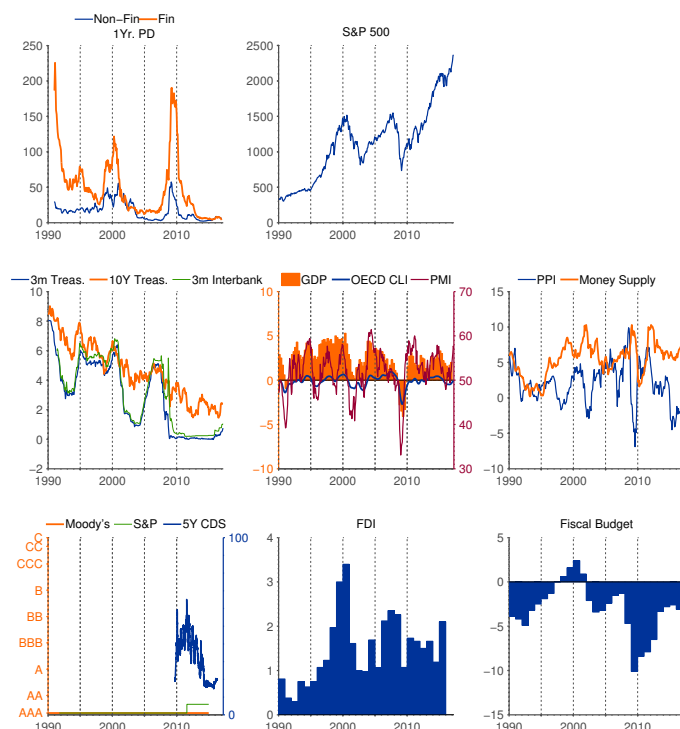 Non-Fin Fin
1Yr. PD
250
200
150
100
50
0
1990 2000 2010
S&P 500
2500
2000
1500
1000
500
0
1990 2000 2010
3m Treas. 10Y Treas. 3m Interbank
10
8
6
4
2
0
−2
1990 2000 2010
GDP OECD CLI PMI
10
5
0
−5
−10
70
60
50
40
30
1990 2000 2010
PPI Money Supply
15
10
5
0
−5
−10
1990 2000 2010
Moody's S&P 5Y CDS
C
CC
CCC
B
BB
BBB
A
AA
AAA
100
0
1990 2000 2010
FDI
4
3
2
1
0
1990 2000 2010
Fiscal Budget
5
0
−5
−10
−15
1990 2000 2010